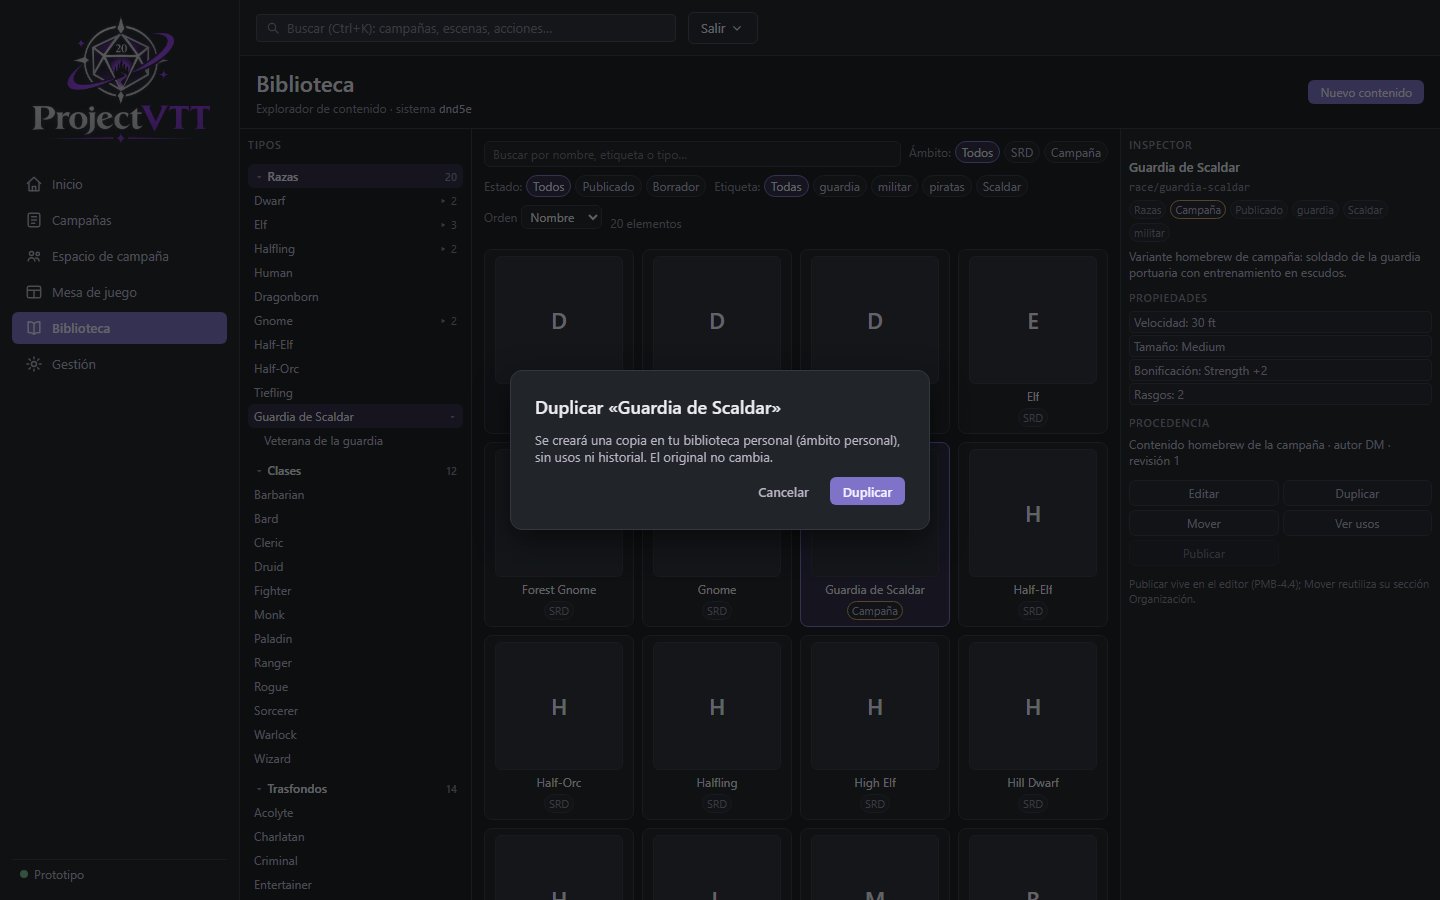 20
ProjectVTT
Inicio
Campañas
Espacio de campaña
Mesa de juego
Biblioteca
Gestión
Prototipo
Buscar (Ctrl+K): campañas, escenas, acciones...
Salir
Biblioteca
Explorador de contenido · sistema dnd5e
Nuevo contenido
TIPOS
Razas 20
Dwarf 2
Elf 3
Halfling 2
Human
Dragonborn
Gnome 2
Half-Elf
Half-Orc
Tiefling
Guardia de Scaldar
Veterana de la guardia
Clases 12
Barbarian
Bard
Cleric
Druid
Fighter
Monk
Paladin
Ranger
Rogue
Sorcerer
Warlock
Wizard
Trasfondos 14
Acolyte
Charlatan
Criminal
Entertainer
Buscar por nombre, etiqueta o tipo...
Ámbito: Todos SRD Campaña
Estado: Todos Publicado Borrador Etiqueta: Todas guardia militar piratas Scaldar
Orden Nombre 20 elementos
D D D E
Elf
SRD
Duplicar «Guardia de Scaldar»
Se creará una copia en tu biblioteca personal (ámbito personal),
sin usos ni historial. El original no cambia.
Cancelar Duplicar
H
Forest Gnome Gnome Guardia de Scaldar Half-Elf
SRD SRD Campaña SRD
H H H H
Half-Orc Halfling High Elf Hill Dwarf
SRD SRD SRD SRD
INSPECTOR
Guardia de Scaldar
race/guardia-scaldar
Razas Campaña Publicado guardia Scaldar
militar
Variante homebrew de campaña: soldado de la guardia
portuaria con entrenamiento en escudos.
PROPIEDADES
Velocidad: 30 ft
Tamaño: Medium
Bonificación: Strength +2
Rasgos: 2
PROCEDENCIA
Contenido homebrew de la campaña · autor DM ·
revisión 1
Editar Duplicar
Mover Ver usos
Publicar
Publicar vive en el editor (PMB-4.4); Mover reutiliza su sección
Organización.